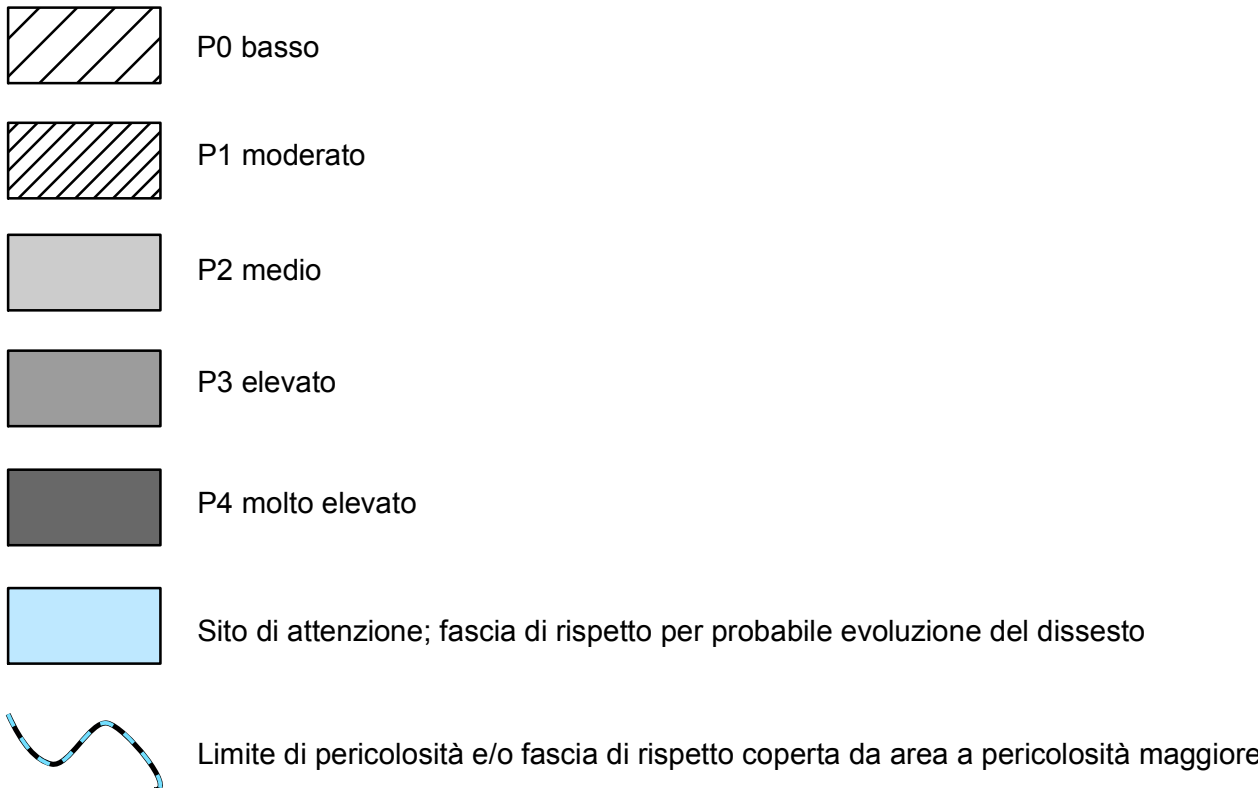 P0 basso
P1 moderato
P2 medio
P3 elevato
P4 molto elevato
Sito di attenzione; fascia di rispetto per probabile evoluzione del dissesto
Limite di pericolosità e/o fascia di rispetto coperta da area a pericolosità maggiore